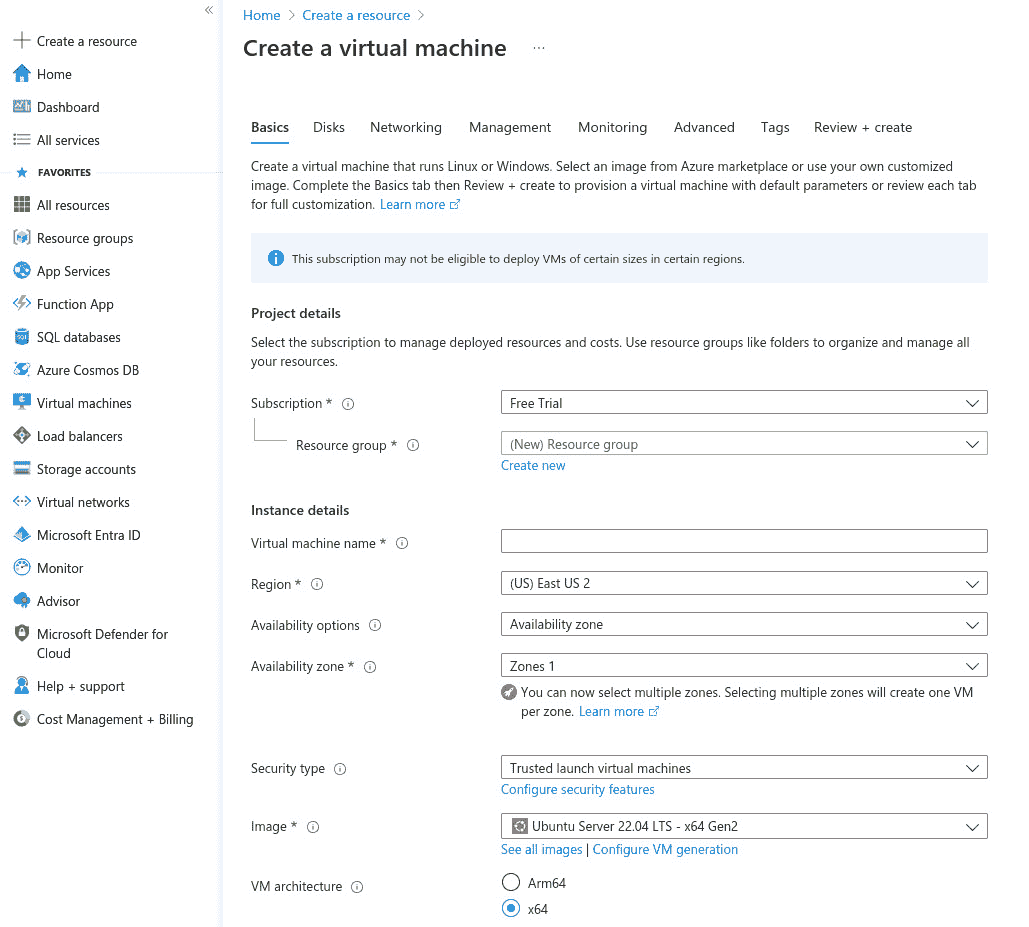 «
Create a resource
Home
Dashboard
All services
FAVORITES
All resources
Resource groups
App Services
Function App
SQL databases
Azure Cosmos DB
Virtual machines
Load balancers
Storage accounts
Virtual networks
Microsoft Entra ID
Monitor
Advisor
Microsoft Defender for
Cloud
Help + support
Cost Management + Billing
Home > Create a resource >
Create a virtual machine ...
Basics Disks Networking Management Monitoring Advanced Tags Review + create
Create a virtual machine that runs Linux or Windows. Select an image from Azure marketplace or use your own customized
image. Complete the Basics tab then Review + create to provision a virtual machine with default parameters or review each tab
for full customization. Learn more
This subscription may not be eligible to deploy VMs of certain sizes in certain regions.
Project details
Select the subscription to manage deployed resources and costs. Use resource groups like folders to organize and manage all
your resources.
Subscription * Free Trial
Resource group * (New) Resource group
Create new
Instance details
Virtual machine name *
Region * (US) East US 2
Availability options Availability zone
Availability zone * Zones 1
You can now select multiple zones. Selecting multiple zones will create one VM
per zone. Learn more
Security type Trusted launch virtual machines
Configure security features
Image * Ubuntu Server 22.04 LTS - x64 Gen2
See all images | Configure VM generation
VM architecture Arm64
x64